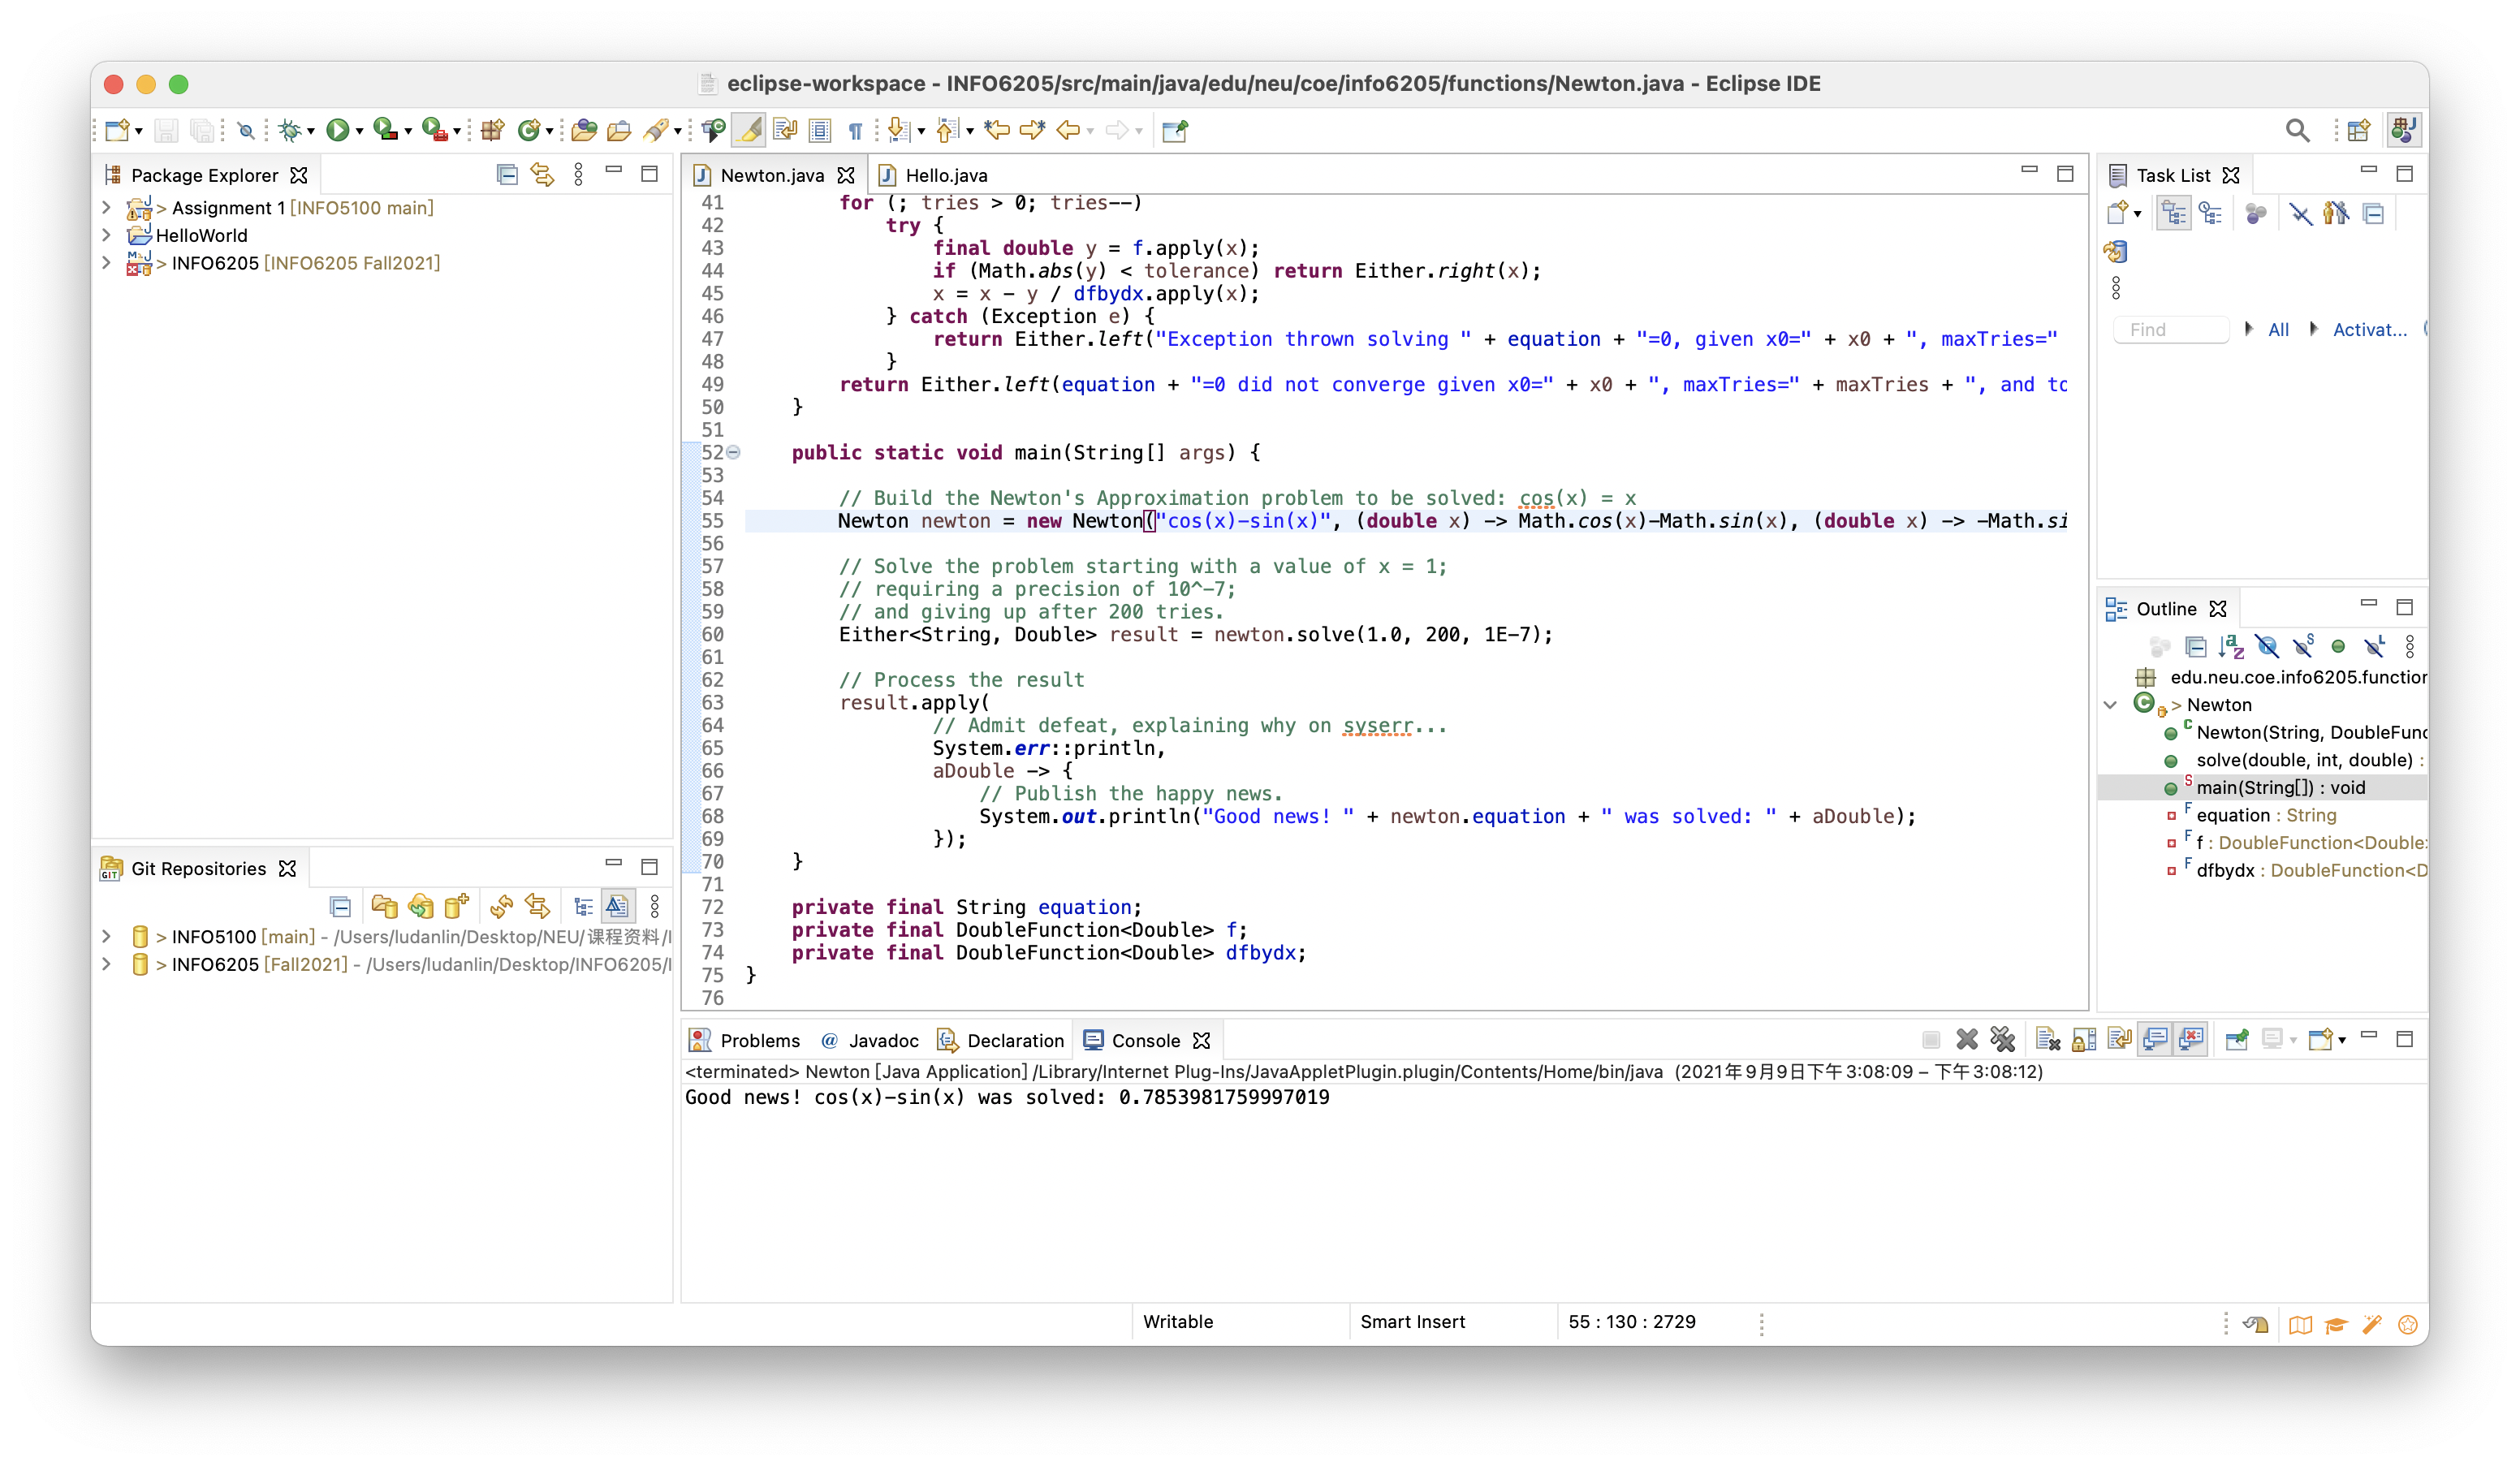 eclipse-workspace - INFO6205/src/main/java/edu/neu/coe/info6205/functions/Newton.java - Eclipse IDE
Package Explorer
> Assignment 1 [INFO5100 main]
HelloWorld
> INFO6205 [INFO6205 Fall2021]
Git Repositories
> INFO5100 [main] - /Users/ludanlin/Desktop/NEU/课程资料/I
> INFO6205 [Fall2021] - /Users/ludanlin/Desktop/INFO6205/I
Newton.java
Hello.java
41 for (; tries > 0; tries--)
42 try {
43 final double y = f.apply(x);
44 if (Math.abs(y) < tolerance) return Either.right(x);
45 x = x - y / dfbydx.apply(x);
46 } catch (Exception e) {
47 return Either.left("Exception thrown solving " + equation + "=0, given x0=" + x0 + ", maxTries="
48 }
49 return Either.left(equation + "=0 did not converge given x0=" + x0 + ", maxTries=" + maxTries + ", and to
50 }
51
52 public static void main(String[] args) {
53
54 // Build the Newton's Approximation problem to be solved: cos(x) = x
55 Newton newton = new Newton("cos(x)-sin(x)", (double x) -> Math.cos(x)-Math.sin(x), (double x) -> -Math.si
56
57 // Solve the problem starting with a value of x = 1;
58 // requiring a precision of 10^-7;
59 // and giving up after 200 tries.
60 Either<String, Double> result = newton.solve(1.0, 200, 1E-7);
61
62 // Process the result
63 result.apply(
64 // Admit defeat, explaining why on syserr...
65 System.err::println,
66 aDouble -> {
67 // Publish the happy news.
68 System.out.println("Good news! " + newton.equation + " was solved: " + aDouble);
69 });
70 }
71
72 private final String equation;
73 private final DoubleFunction<Double> f;
74 private final DoubleFunction<Double> dfbydx;
75 }
76
Problems
Javadoc
Declaration
Console
<terminated> Newton [Java Application] /Library/Internet Plug-Ins/JavaAppletPlugin.plugin/Contents/Home/bin/java (2021年9月9日下午3:08:09 – 下午3:08:12)
Good news! cos(x)-sin(x) was solved: 0.7853981759997019
Task List
Find
All
Activat...
Outline
edu.neu.coe.info6205.function
> Newton
Newton(String, DoubleFunc
solve(double, int, double) :
main(String[]) : void
equation : String
f : DoubleFunction<Double>
dfbydx : DoubleFunction<D
Writable
Smart Insert
55 : 130 : 2729